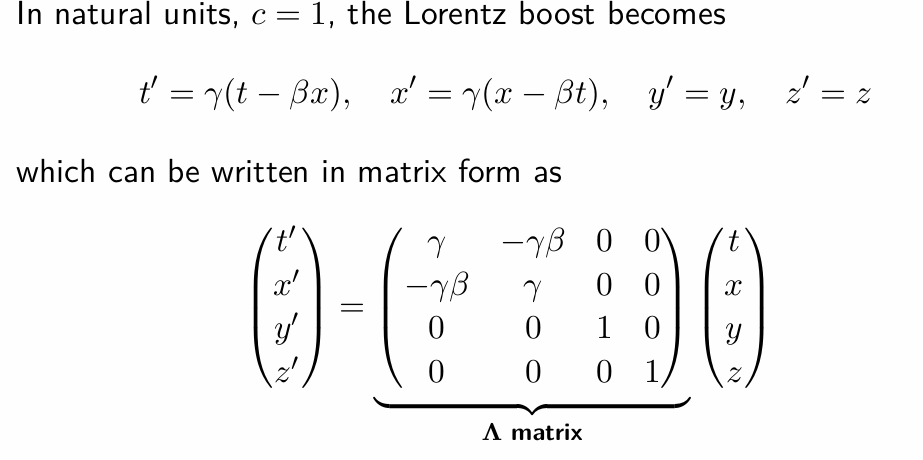 In natural units, c = 1, the Lorentz boost becomes
t′ = γ(t − βx), x′ = γ(x − βt), y′ = y, z′ = z
which can be written in matrix form as
t′ γ −γβ 0 0 t
x′ −γβ γ 0 0 x
=
y′ 0 0 1 0 y
z′ 0 0 0 1 z
Λ matrix